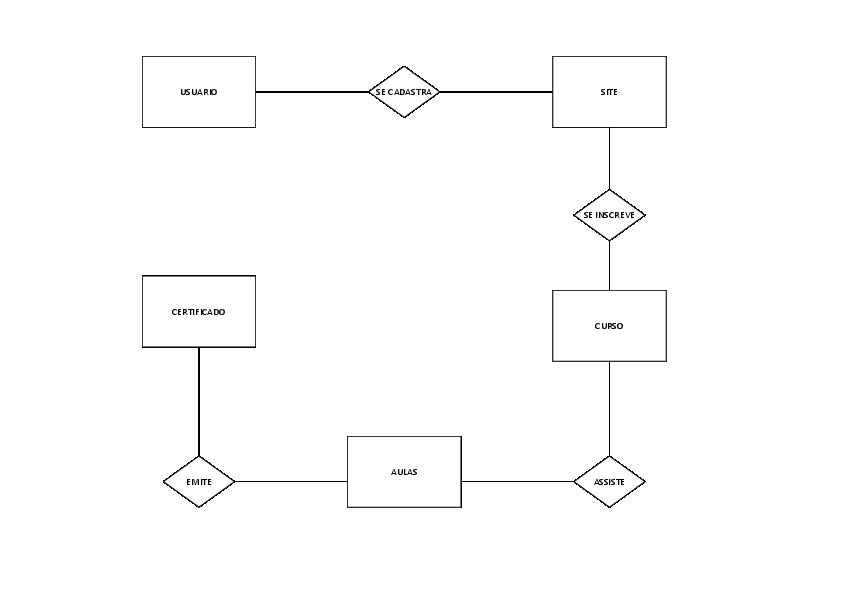 USUARIO
SE CADASTRA
SITE
SE INSCREVE
CERTIFICADO
CURSO
AULAS
EMITE
ASSISTE